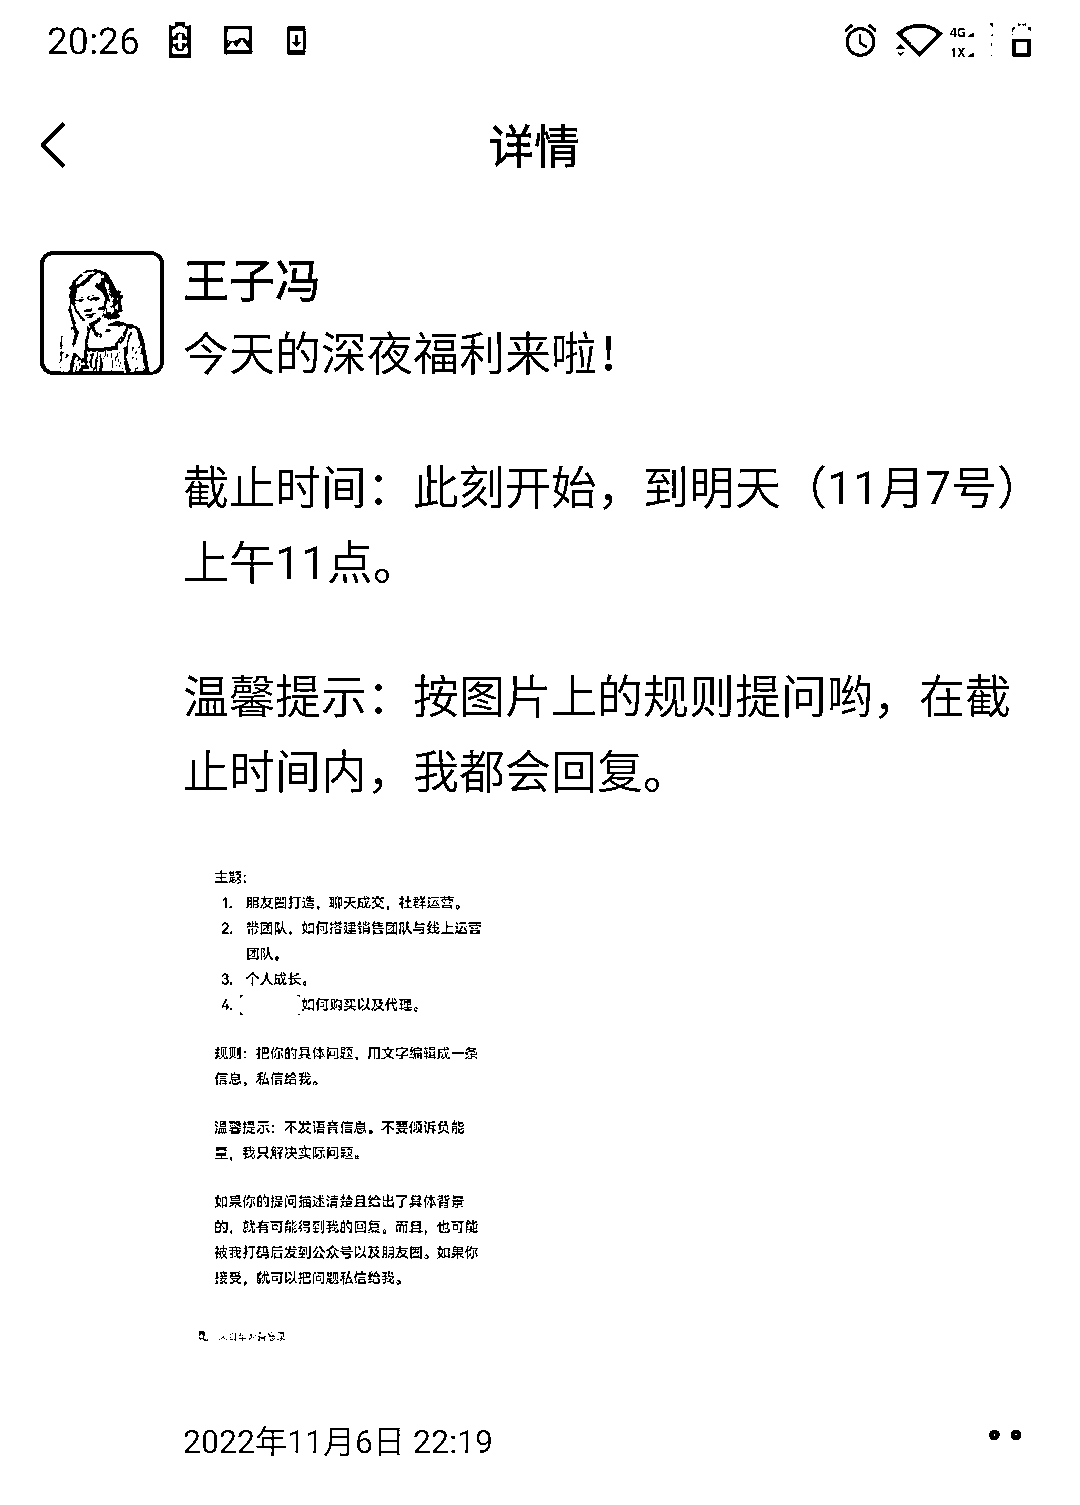 20:26
4G
1X
详情
王子冯
今天的深夜福利来啦！
截止时间：此刻开始，到明天（11月7号）
上午11点。
温馨提示：按图片上的规则提问哟，在截
止时间内，我都会回复。
主题：
1. 朋友圈打造，聊天成交，社群运营。
2. 带团队，如何搭建销售团队与线上运营
团队。
3. 个人成长。
4. 如何购买以及代理。
规则：把你的具体问题，用文字编辑成一条
信息，私信给我。
温馨提示：不发语音信息。不要倾诉负能
量，我只解决实际问题。
如果你的提问描述清楚且给出了具体背景
的，就有可能得到我的回复。而且，也可能
被我打码后发到公众号以及朋友圈。如果你
接受，就可以把问题私信给我。
2022年11月6日 22:19